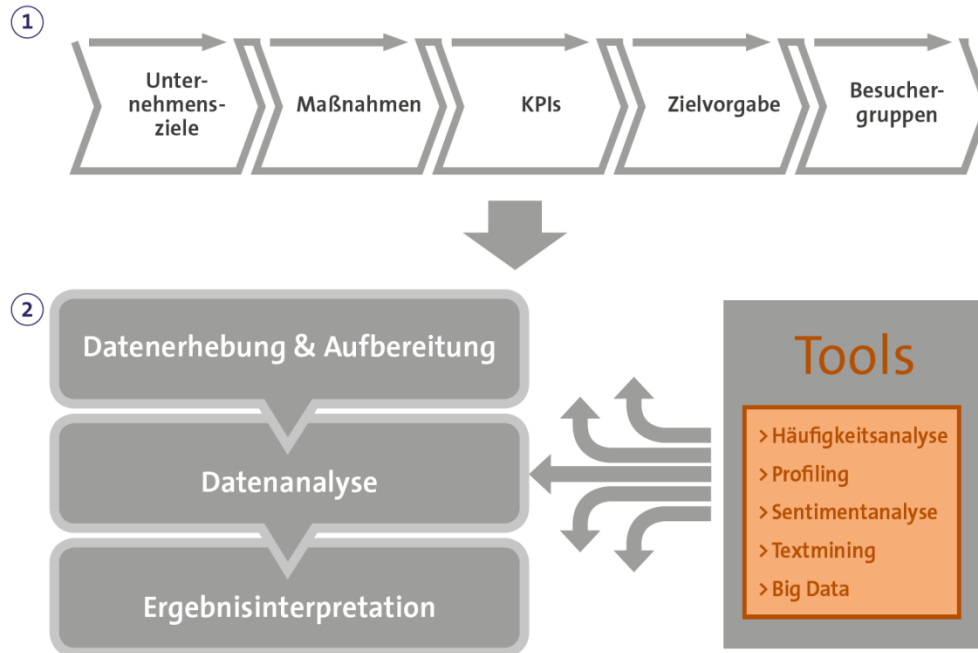 1
Unter-
nehmens-
ziele
Maßnahmen
KPIs
Zielvorgabe
Besucher-
gruppen
2
Datenerhebung & Aufbereitung
Datenanalyse
Ergebnisinterpretation
Tools
> Häufigkeitsanalyse
> Profiling
> Sentimentanalyse
> Textmining
> Big Data